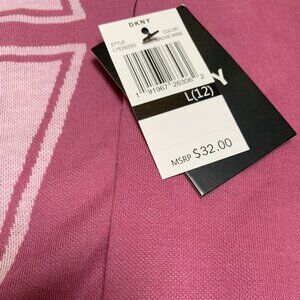 DKNY
STYLE
COLOR
MAUVE WINE
1 91967 26306 2
L(12)
MSRP $32.00
Y